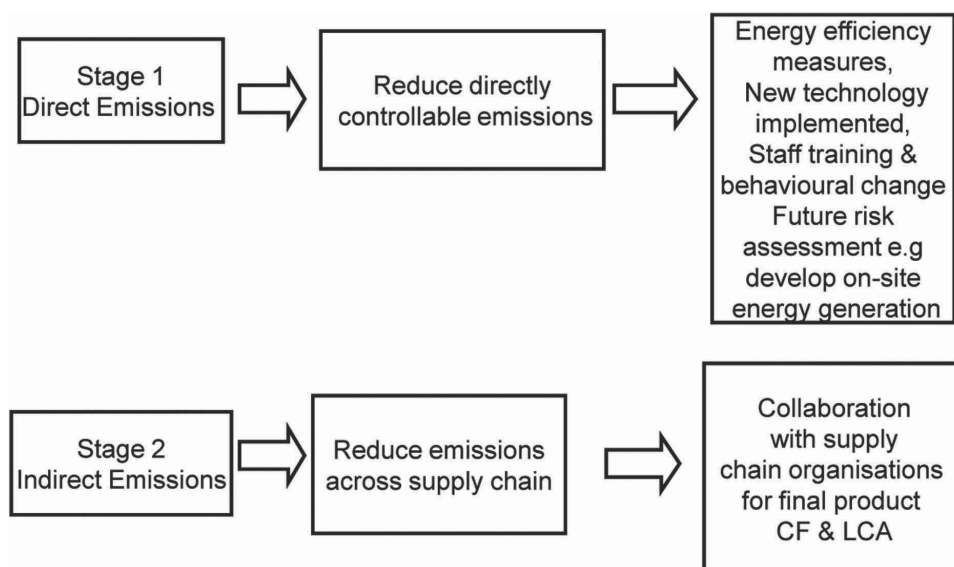 Stage 1
Direct Emissions
Reduce directly
controllable emissions
Energy efficiency
measures,
New technology
implemented,
Staff training &
behavioural change
Future risk
assessment e.g
develop on-site
energy generation
Stage 2
Indirect Emissions
Reduce emissions
across supply chain
Collaboration
with supply
chain organisations
for final product
CF & LCA